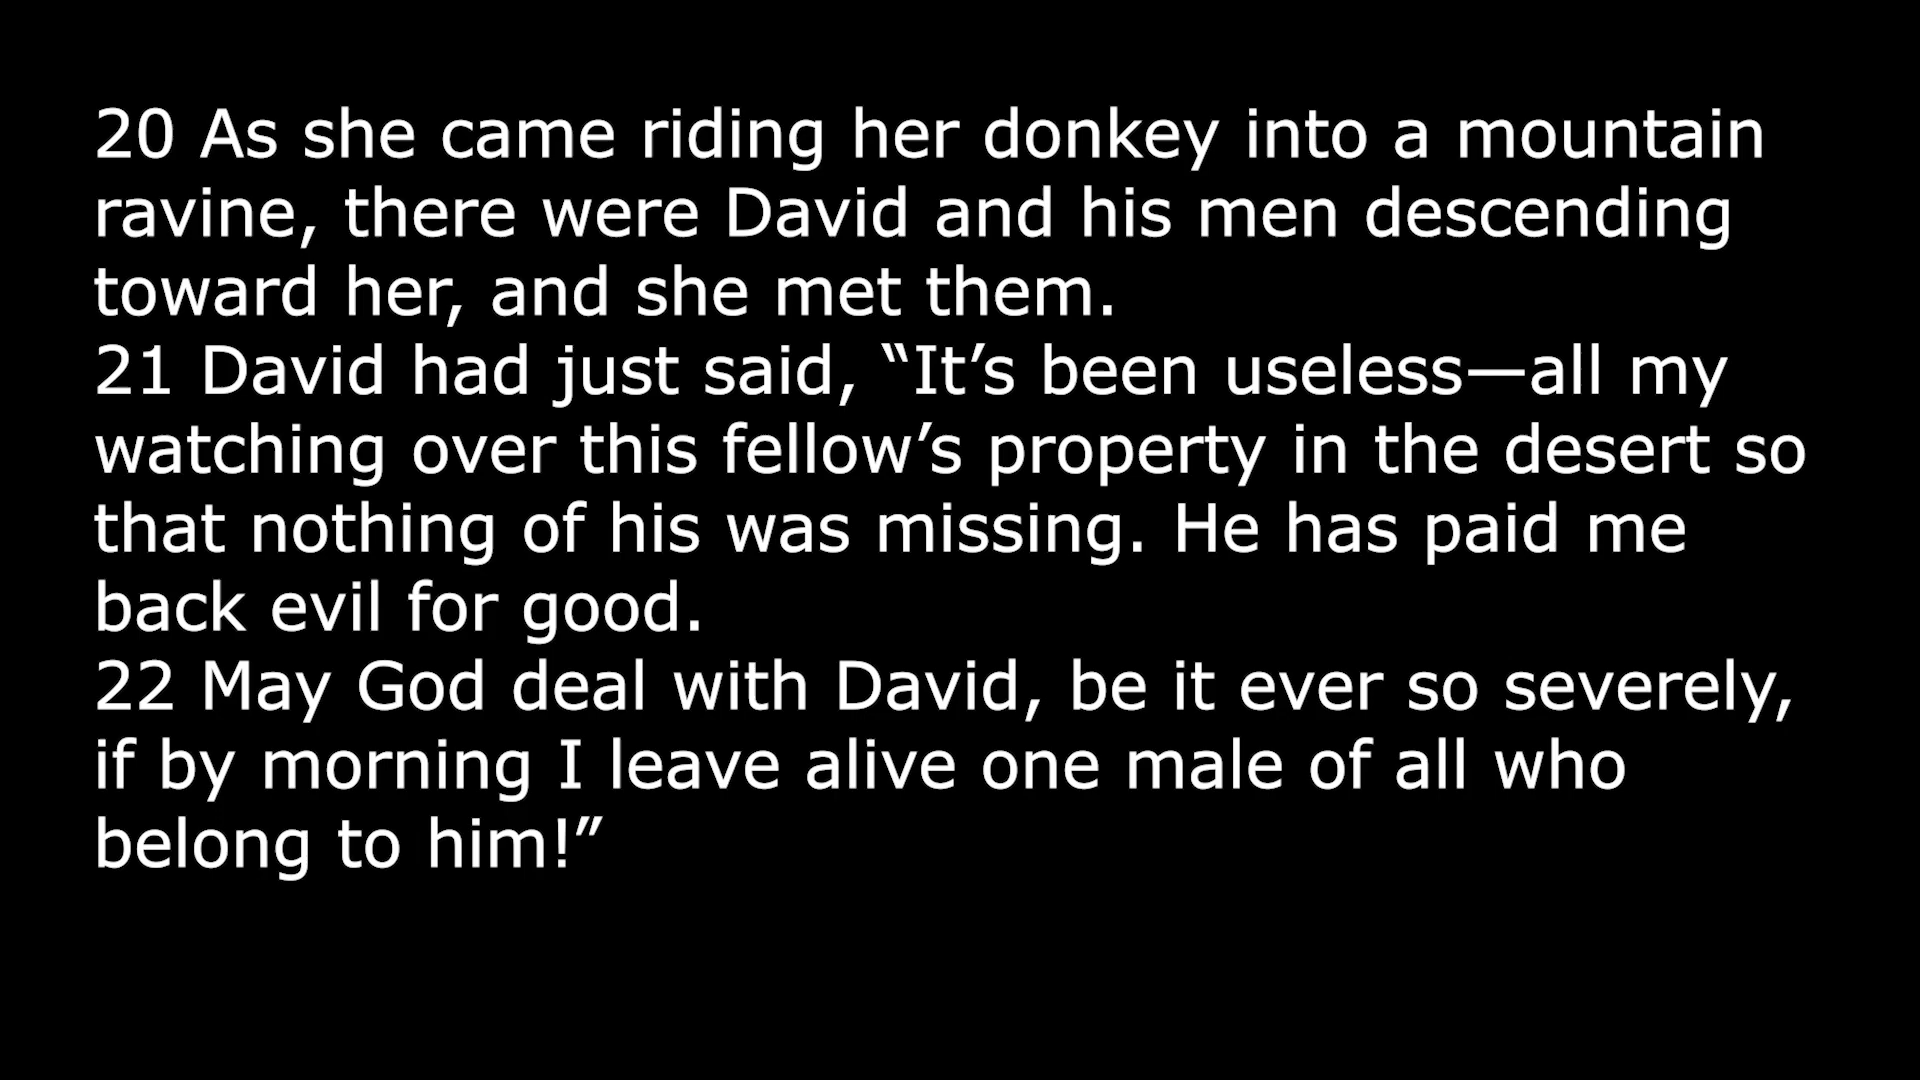 20 As she came riding her donkey into a mountain
ravine, there were David and his men descending
toward her, and she met them.
21 David had just said, “It’s been useless—all my
watching over this fellow’s property in the desert so
that nothing of his was missing. He has paid me
back evil for good.
22 May God deal with David, be it ever so severely,
if by morning I leave alive one male of all who
belong to him!”